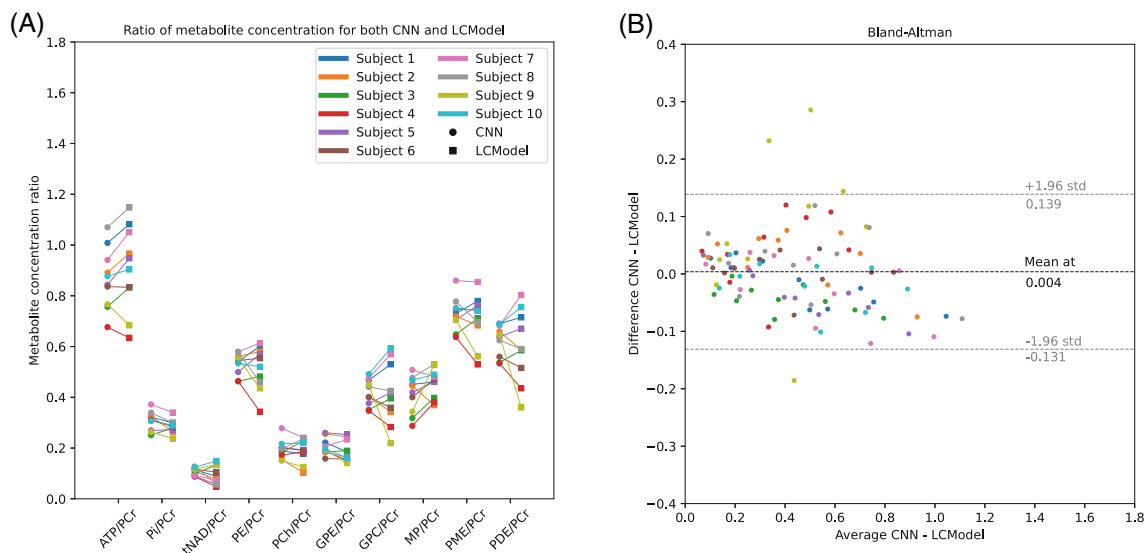 (A)
Ratio of metabolite concentration for both CNN and LCModel
Metabolite concentration ratio
1.8
1.6
1.4
1.2
1.0
0.8
0.6
0.4
0.2
0.0
Subject 1
Subject 2
Subject 3
Subject 4
Subject 5
Subject 6
Subject 7
Subject 8
Subject 9
Subject 10
CNN
LCModel
ATP/PCr
Pi/PCr
tNAD/PCr
PE/PCr
PCh/PCr
GPE/PCr
GPC/PCr
MP/PCr
PME/PCr
PDE/PCr
(B)
Bland-Altman
Difference CNN - LCModel
0.4
0.3
0.2
0.1
0.0
−0.1
−0.2
−0.3
−0.4
+1.96 std
0.139
Mean at
0.004
-1.96 std
-0.131
0.0 0.2 0.4 0.6 0.8 1.0 1.2 1.4 1.6 1.8
Average CNN - LCModel